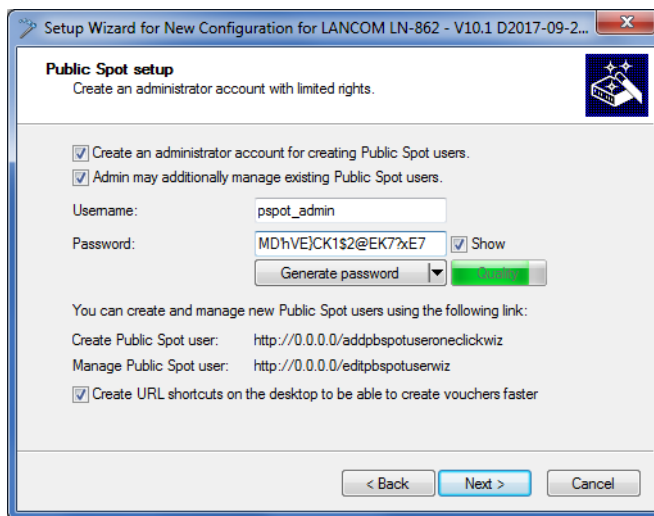 Setup Wizard for New Configuration for LANCOM LN-862 - V10.1 D2017-09-2...
Public Spot setup
Create an administrator account with limited rights.
Create an administrator account for creating Public Spot users.
Admin may additionally manage existing Public Spot users.
Username: pspot_admin
Password: MD'hVE}CK1$2@EK7?xE7 Show
Generate password Quality
You can create and manage new Public Spot users using the following link:
Create Public Spot user: http://0.0.0.0/addpbspotuseroneclickwiz
Manage Public Spot user: http://0.0.0.0/editpbspotuserwiz
Create URL shortcuts on the desktop to be able to create vouchers faster
< Back Next > Cancel